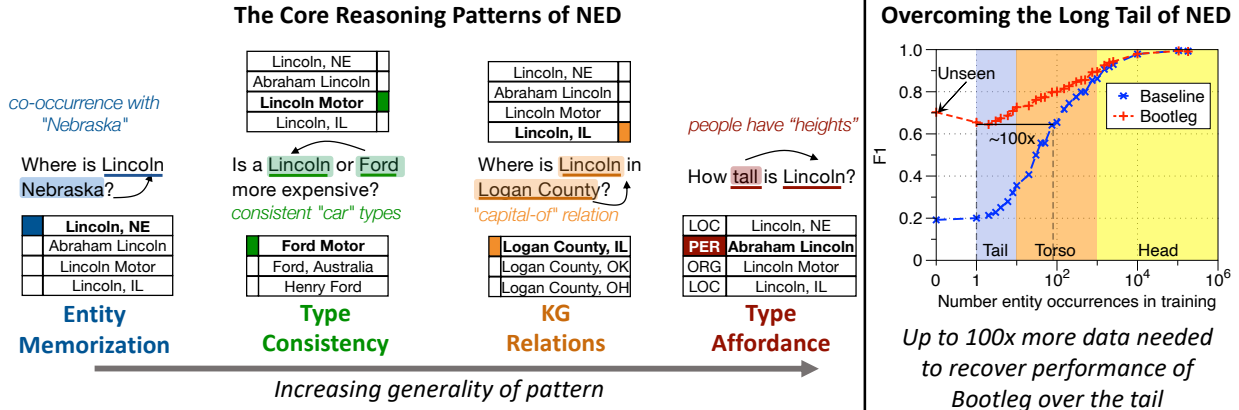 The Core Reasoning Patterns of NED
co-occurrence with
"Nebraska"
Where is Lincoln
Nebraska?
Lincoln, NE
Abraham Lincoln
Lincoln Motor
Lincoln, IL
Entity
Memorization
Lincoln, NE
Abraham Lincoln
Lincoln Motor
Lincoln, IL
Is a Lincoln or Ford
more expensive?
consistent "car" types
Ford Motor
Ford, Australia
Henry Ford
Type
Consistency
Lincoln, NE
Abraham Lincoln
Lincoln Motor
Lincoln, IL
Where is Lincoln in
Logan County?
"capital-of" relation
Logan County, IL
Logan County, OK
Logan County, OH
KG
Relations
people have “heights”
How tall is Lincoln?
LOC Lincoln, NE
PER Abraham Lincoln
ORG Lincoln Motor
LOC Lincoln, IL
Type
Affordance
Increasing generality of pattern
Overcoming the Long Tail of NED
1.0
0.8
0.6
0.4
0.2
0
F1
Unseen
Baseline
Bootleg
~100x
Tail Torso Head
0 1 10² 10⁴ 10⁶
Number entity occurrences in training
Up to 100x more data needed
to recover performance of
Bootleg over the tail